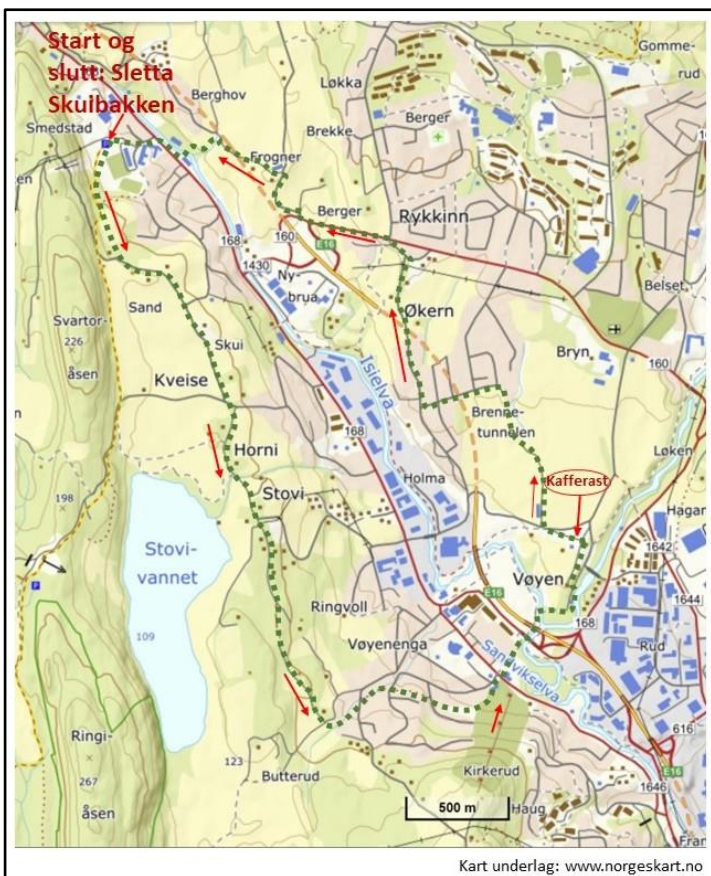 Start og
slutt: Sletta
Skuibakken
Gomme-
rud
Løkka
Berghov
Berger
Smedstad
Brekke
Frogner
Berger
Rykkinn
160
E16
168
1430
Ny-
brua
Belset
Sand
Økern
Svartor-
226
åsen
Skui
Bryn
160
Isielva
Kveise
Brenne-
tunnelen
168
Horni
Løken
Holma
Kafferast
Stovi
198
Hagan
Stovi-
vannet
1642
Vøyen
E16
1644
Ringvoll
168
109
Vøyenenga
Rud
Sandvikselva
616
Ringi-
267
åsen
123
Butterud
Kirkerud
E16
1646
500 m
Haug
Fran
Kart underlag: www.norgeskart.no